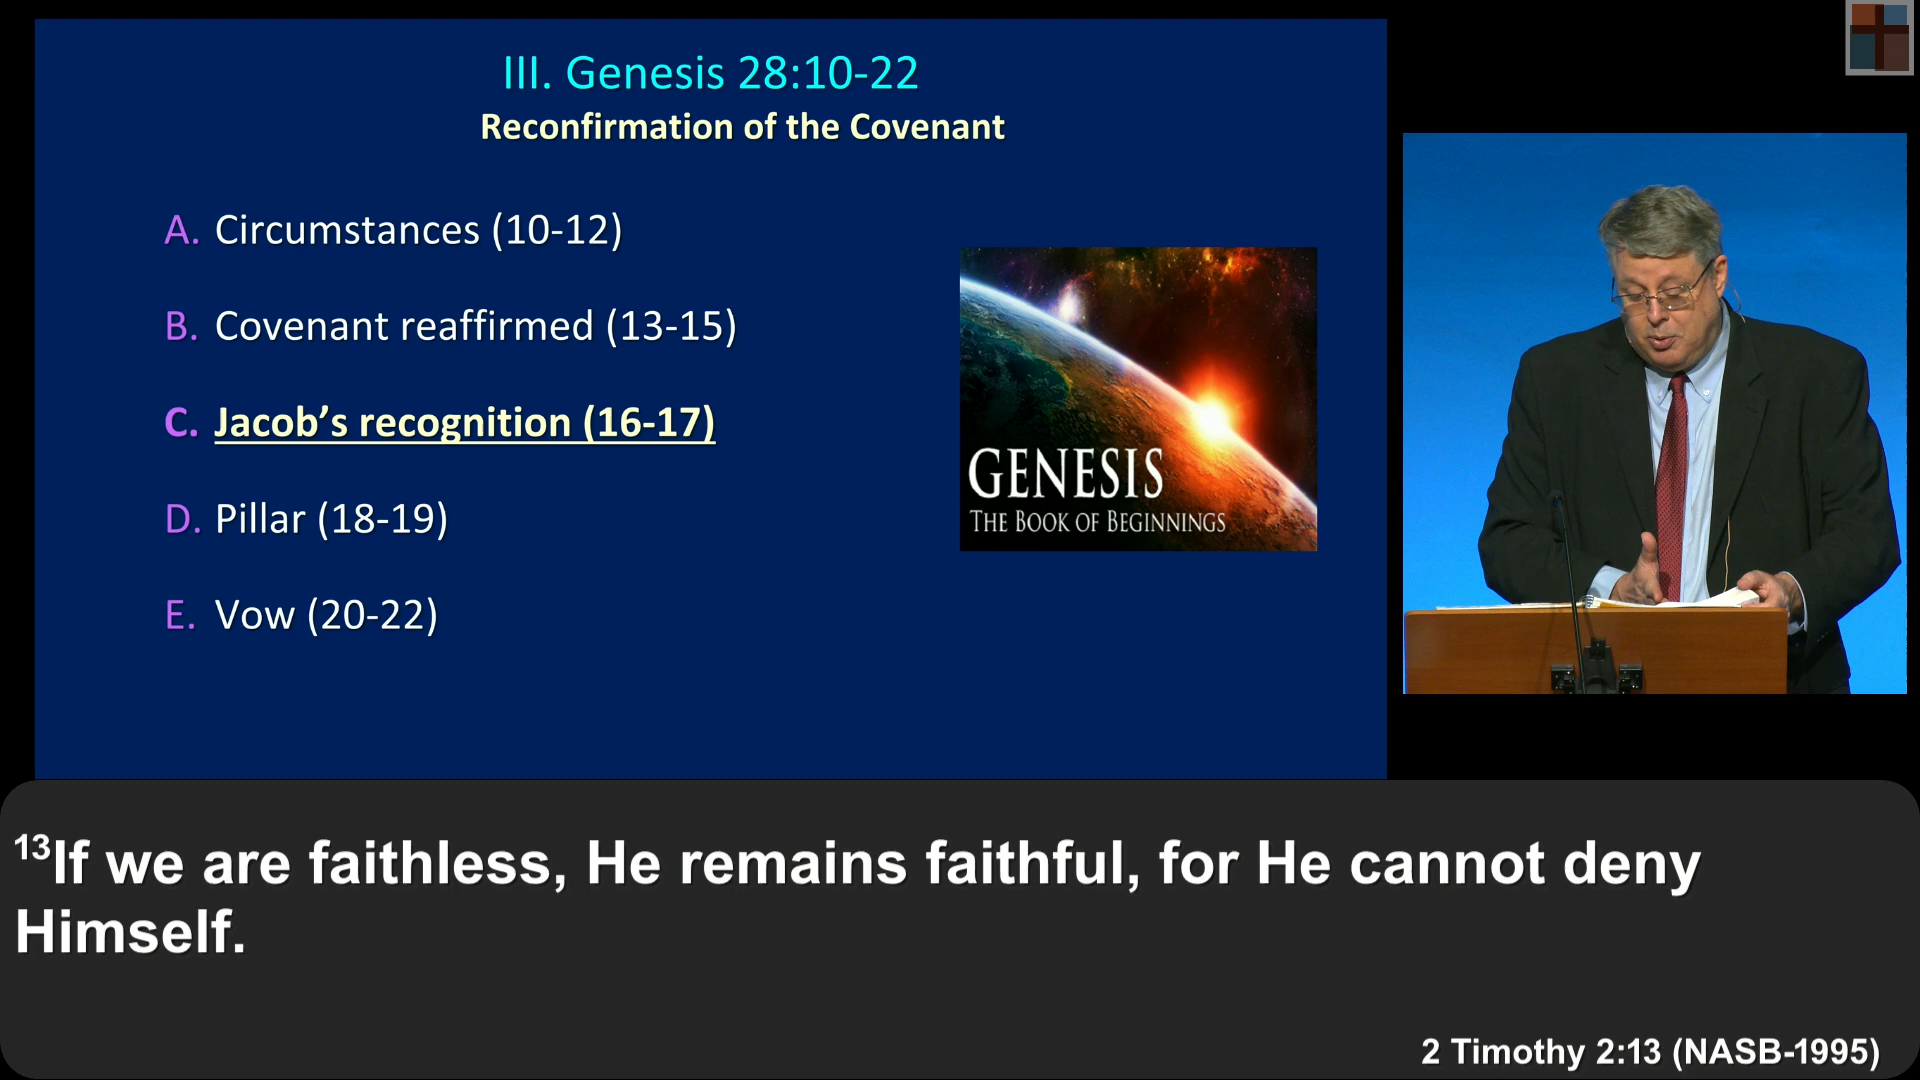 III. Genesis 28:10-22
Reconfirmation of the Covenant
A. Circumstances (10-12)
B. Covenant reaffirmed (13-15)
C. Jacob’s recognition (16-17)
D. Pillar (18-19)
E. Vow (20-22)
GENESIS
THE BOOK OF BEGINNINGS
13If we are faithless, He remains faithful, for He cannot deny
Himself.
2 Timothy 2:13 (NASB-1995)